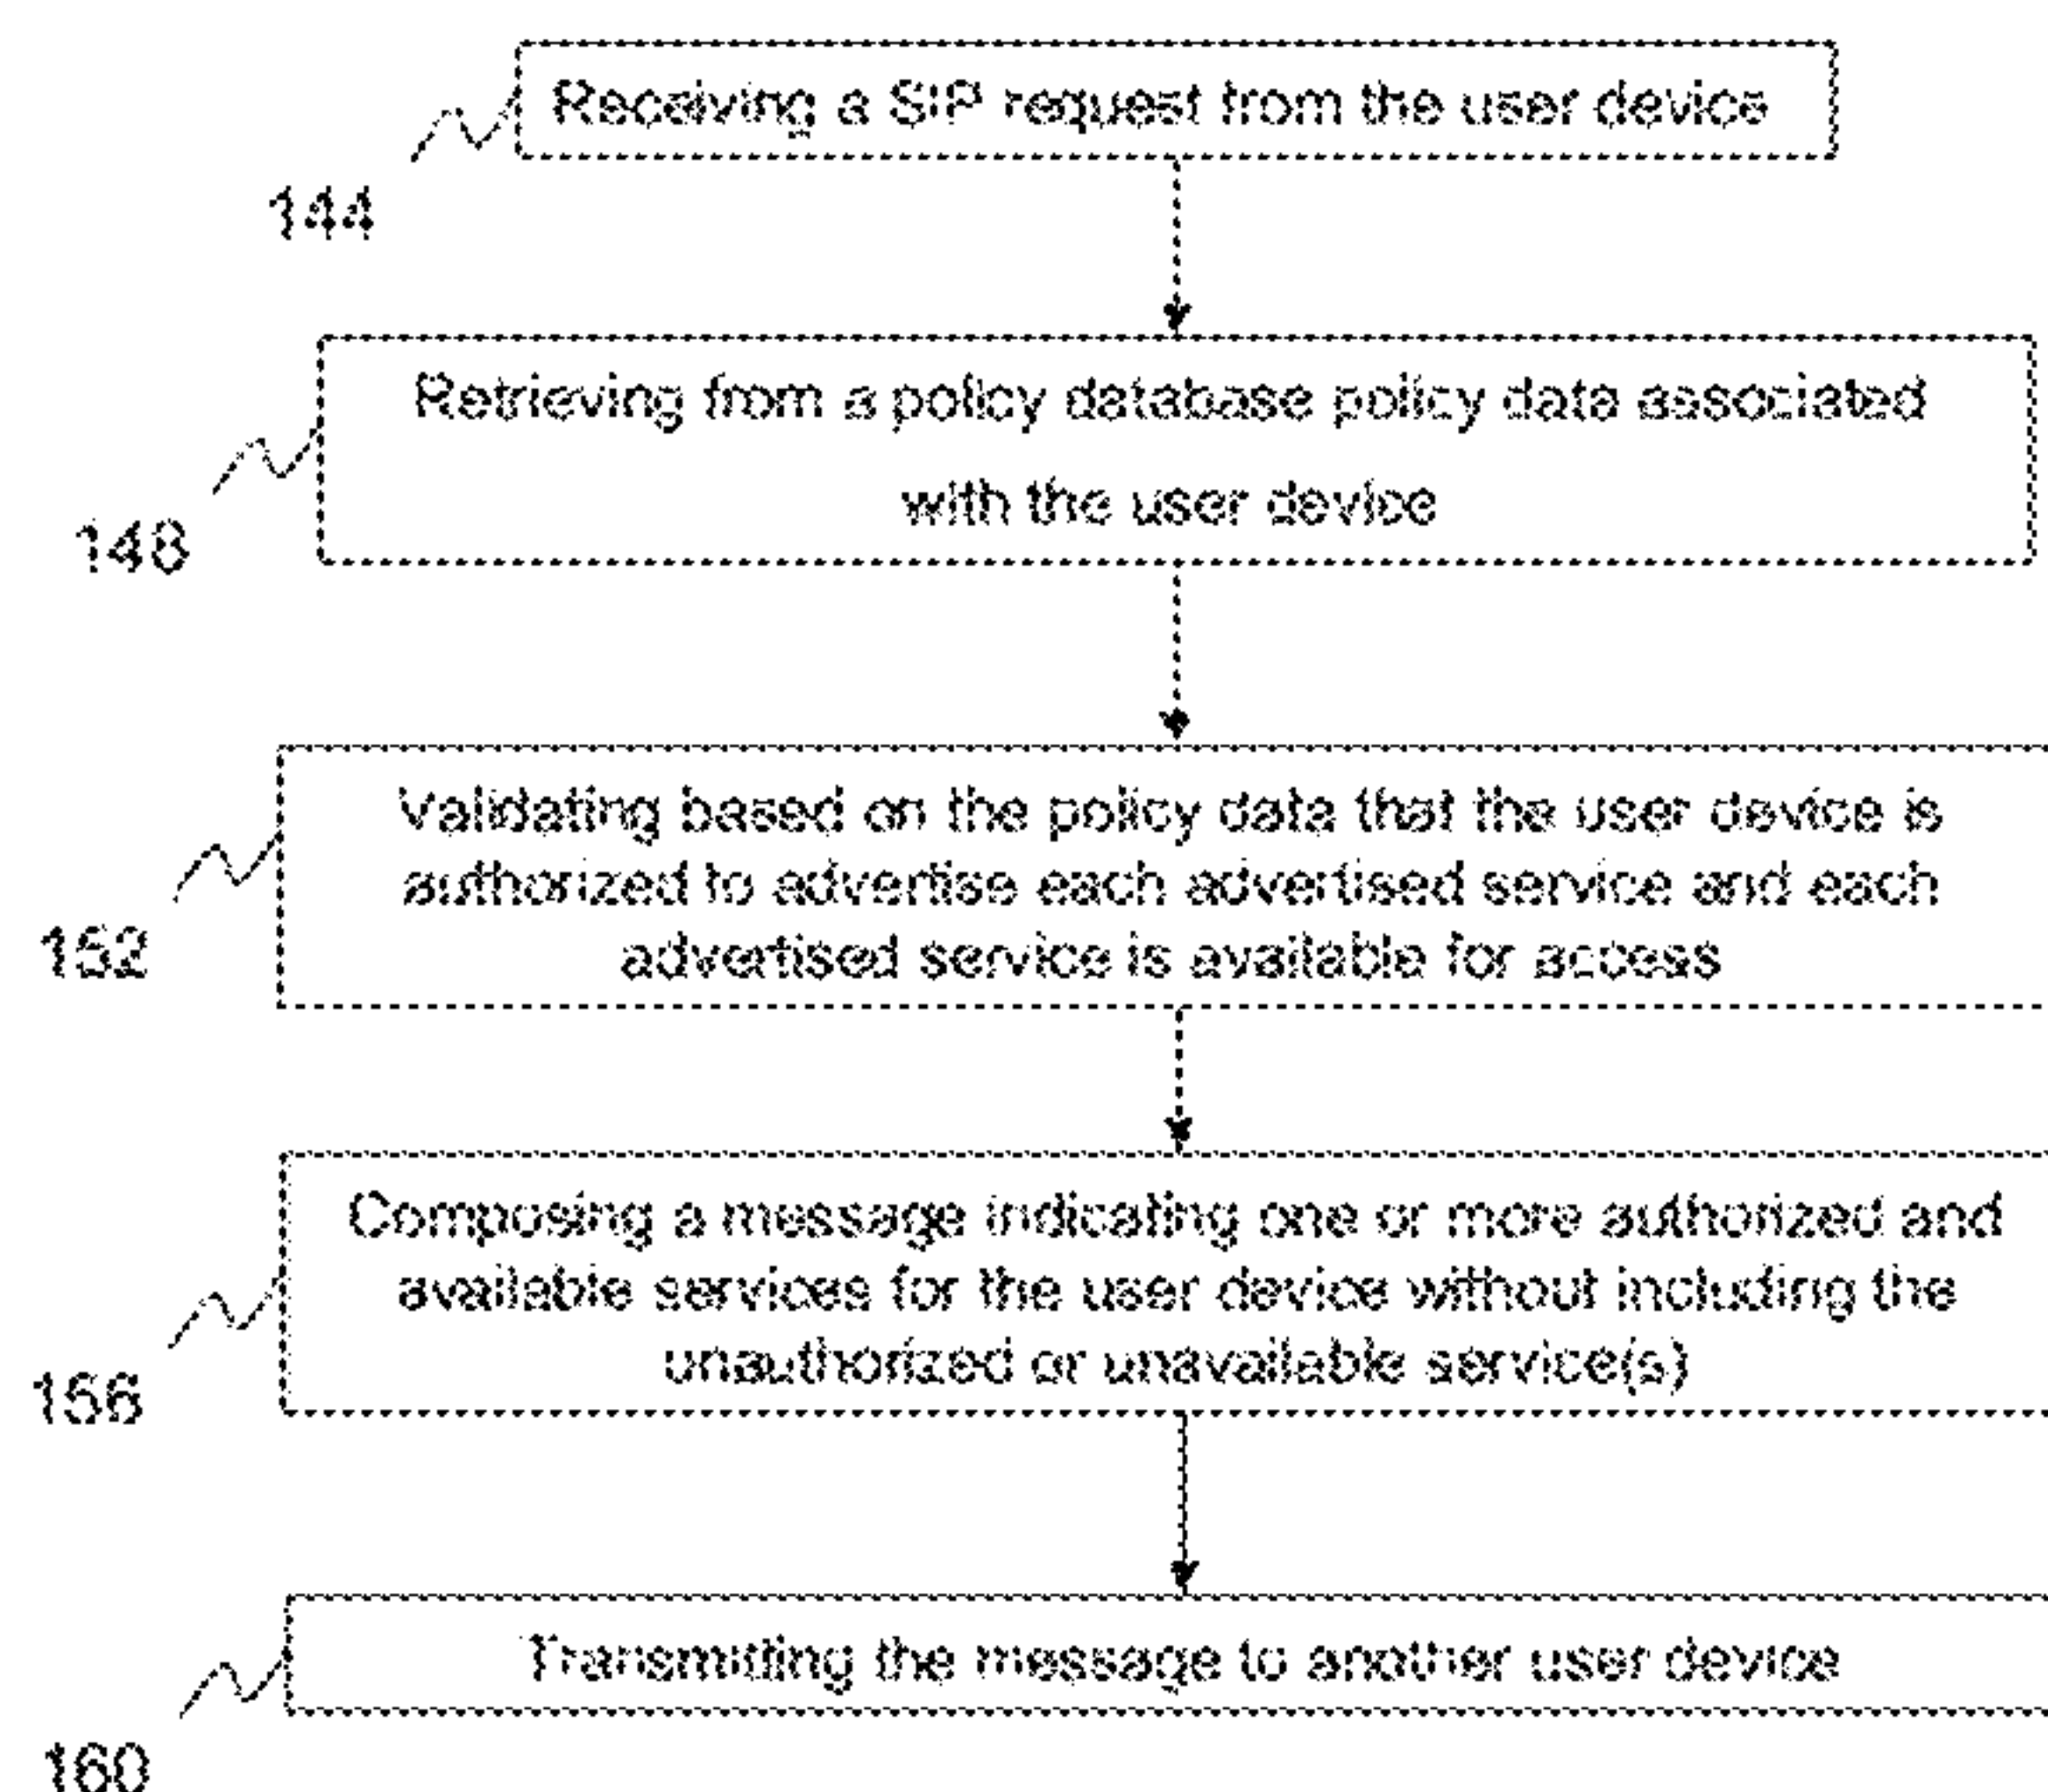 Receiving a SIP request from the user device
144
Retrieving from a policy database policy data associated
with the user device
148
Validating based on the policy data that the user device is
authorized to advertise each advertised service and each
advertised service is available for access
152
Composing a message indicating one or more authorized and
available services for the user device without including the
unauthorized or unavailable service(s)
156
Transmitting the message to another user device
160